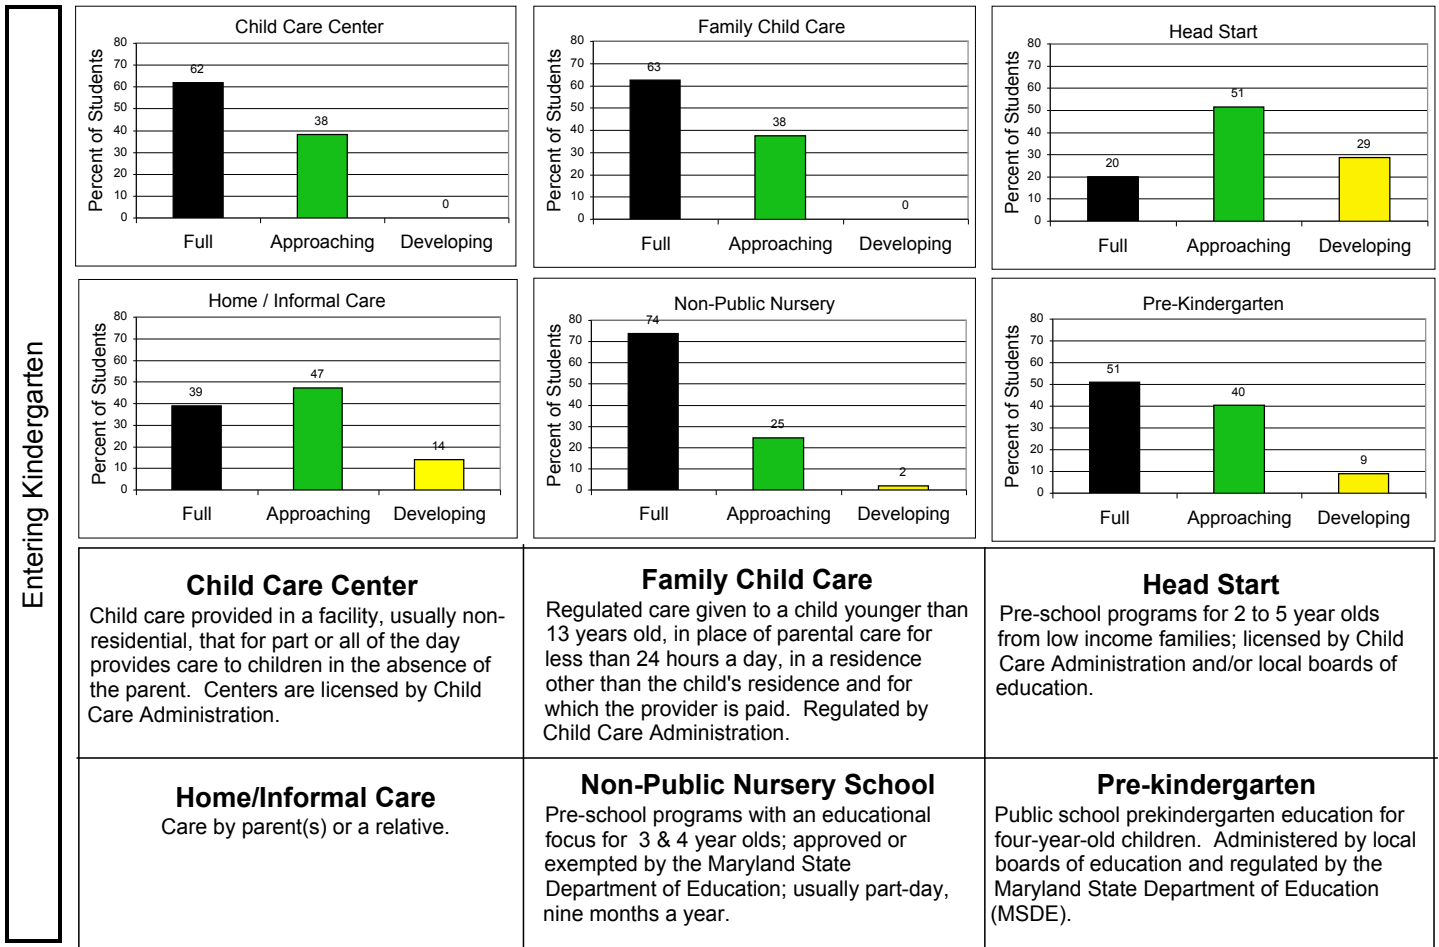 Entering Kindergarten
Child Care Center
Percent of Students
80
70
60
50
40
30
20
10
0
62
38
0
Full Approaching Developing
Family Child Care
Percent of Students
80
70
60
50
40
30
20
10
0
63
38
0
Full Approaching Developing
Head Start
Percent of Students
80
70
60
50
40
30
20
10
0
20
51
29
Full Approaching Developing
Home / Informal Care
Percent of Students
80
70
60
50
40
30
20
10
0
39
47
14
Full Approaching Developing
Non-Public Nursery
Percent of Students
80
70
60
50
40
30
20
10
0
74
25
2
Full Approaching Developing
Pre-Kindergarten
Percent of Students
80
70
60
50
40
30
20
10
0
51
40
9
Full Approaching Developing
Child Care Center
Child care provided in a facility, usually non-
residential, that for part or all of the day
provides care to children in the absence of
the parent. Centers are licensed by Child
Care Administration.
Family Child Care
Regulated care given to a child younger than
13 years old, in place of parental care for
less than 24 hours a day, in a residence
other than the child's residence and for
which the provider is paid. Regulated by
Child Care Administration.
Head Start
Pre-school programs for 2 to 5 year olds
from low income families; licensed by Child
Care Administration and/or local boards of
education.
Home/Informal Care
Care by parent(s) or a relative.
Non-Public Nursery School
Pre-school programs with an educational
focus for 3 & 4 year olds; approved or
exempted by the Maryland State
Department of Education; usually part-day,
nine months a year.
Pre-kindergarten
Public school prekindergarten education for
four-year-old children. Administered by local
boards of education and regulated by the
Maryland State Department of Education
(MSDE).